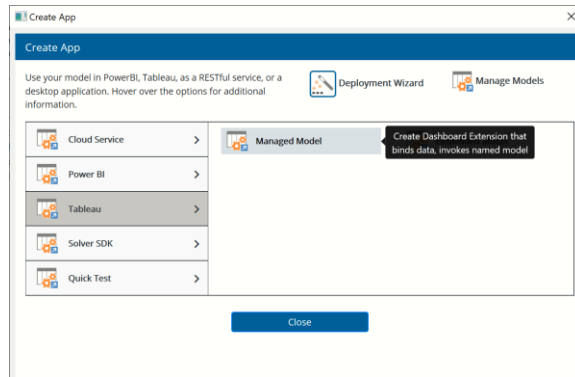 Create App
Create App
Use your model in PowerBI, Tableau, as a RESTful service, or a
desktop application. Hover over the options for additional
information.
Deployment Wizard
Manage Models
Cloud Service
Managed Model
Create Dashboard Extension that
binds data, invokes named model
Power BI
Tableau
Solver SDK
Quick Test
Close